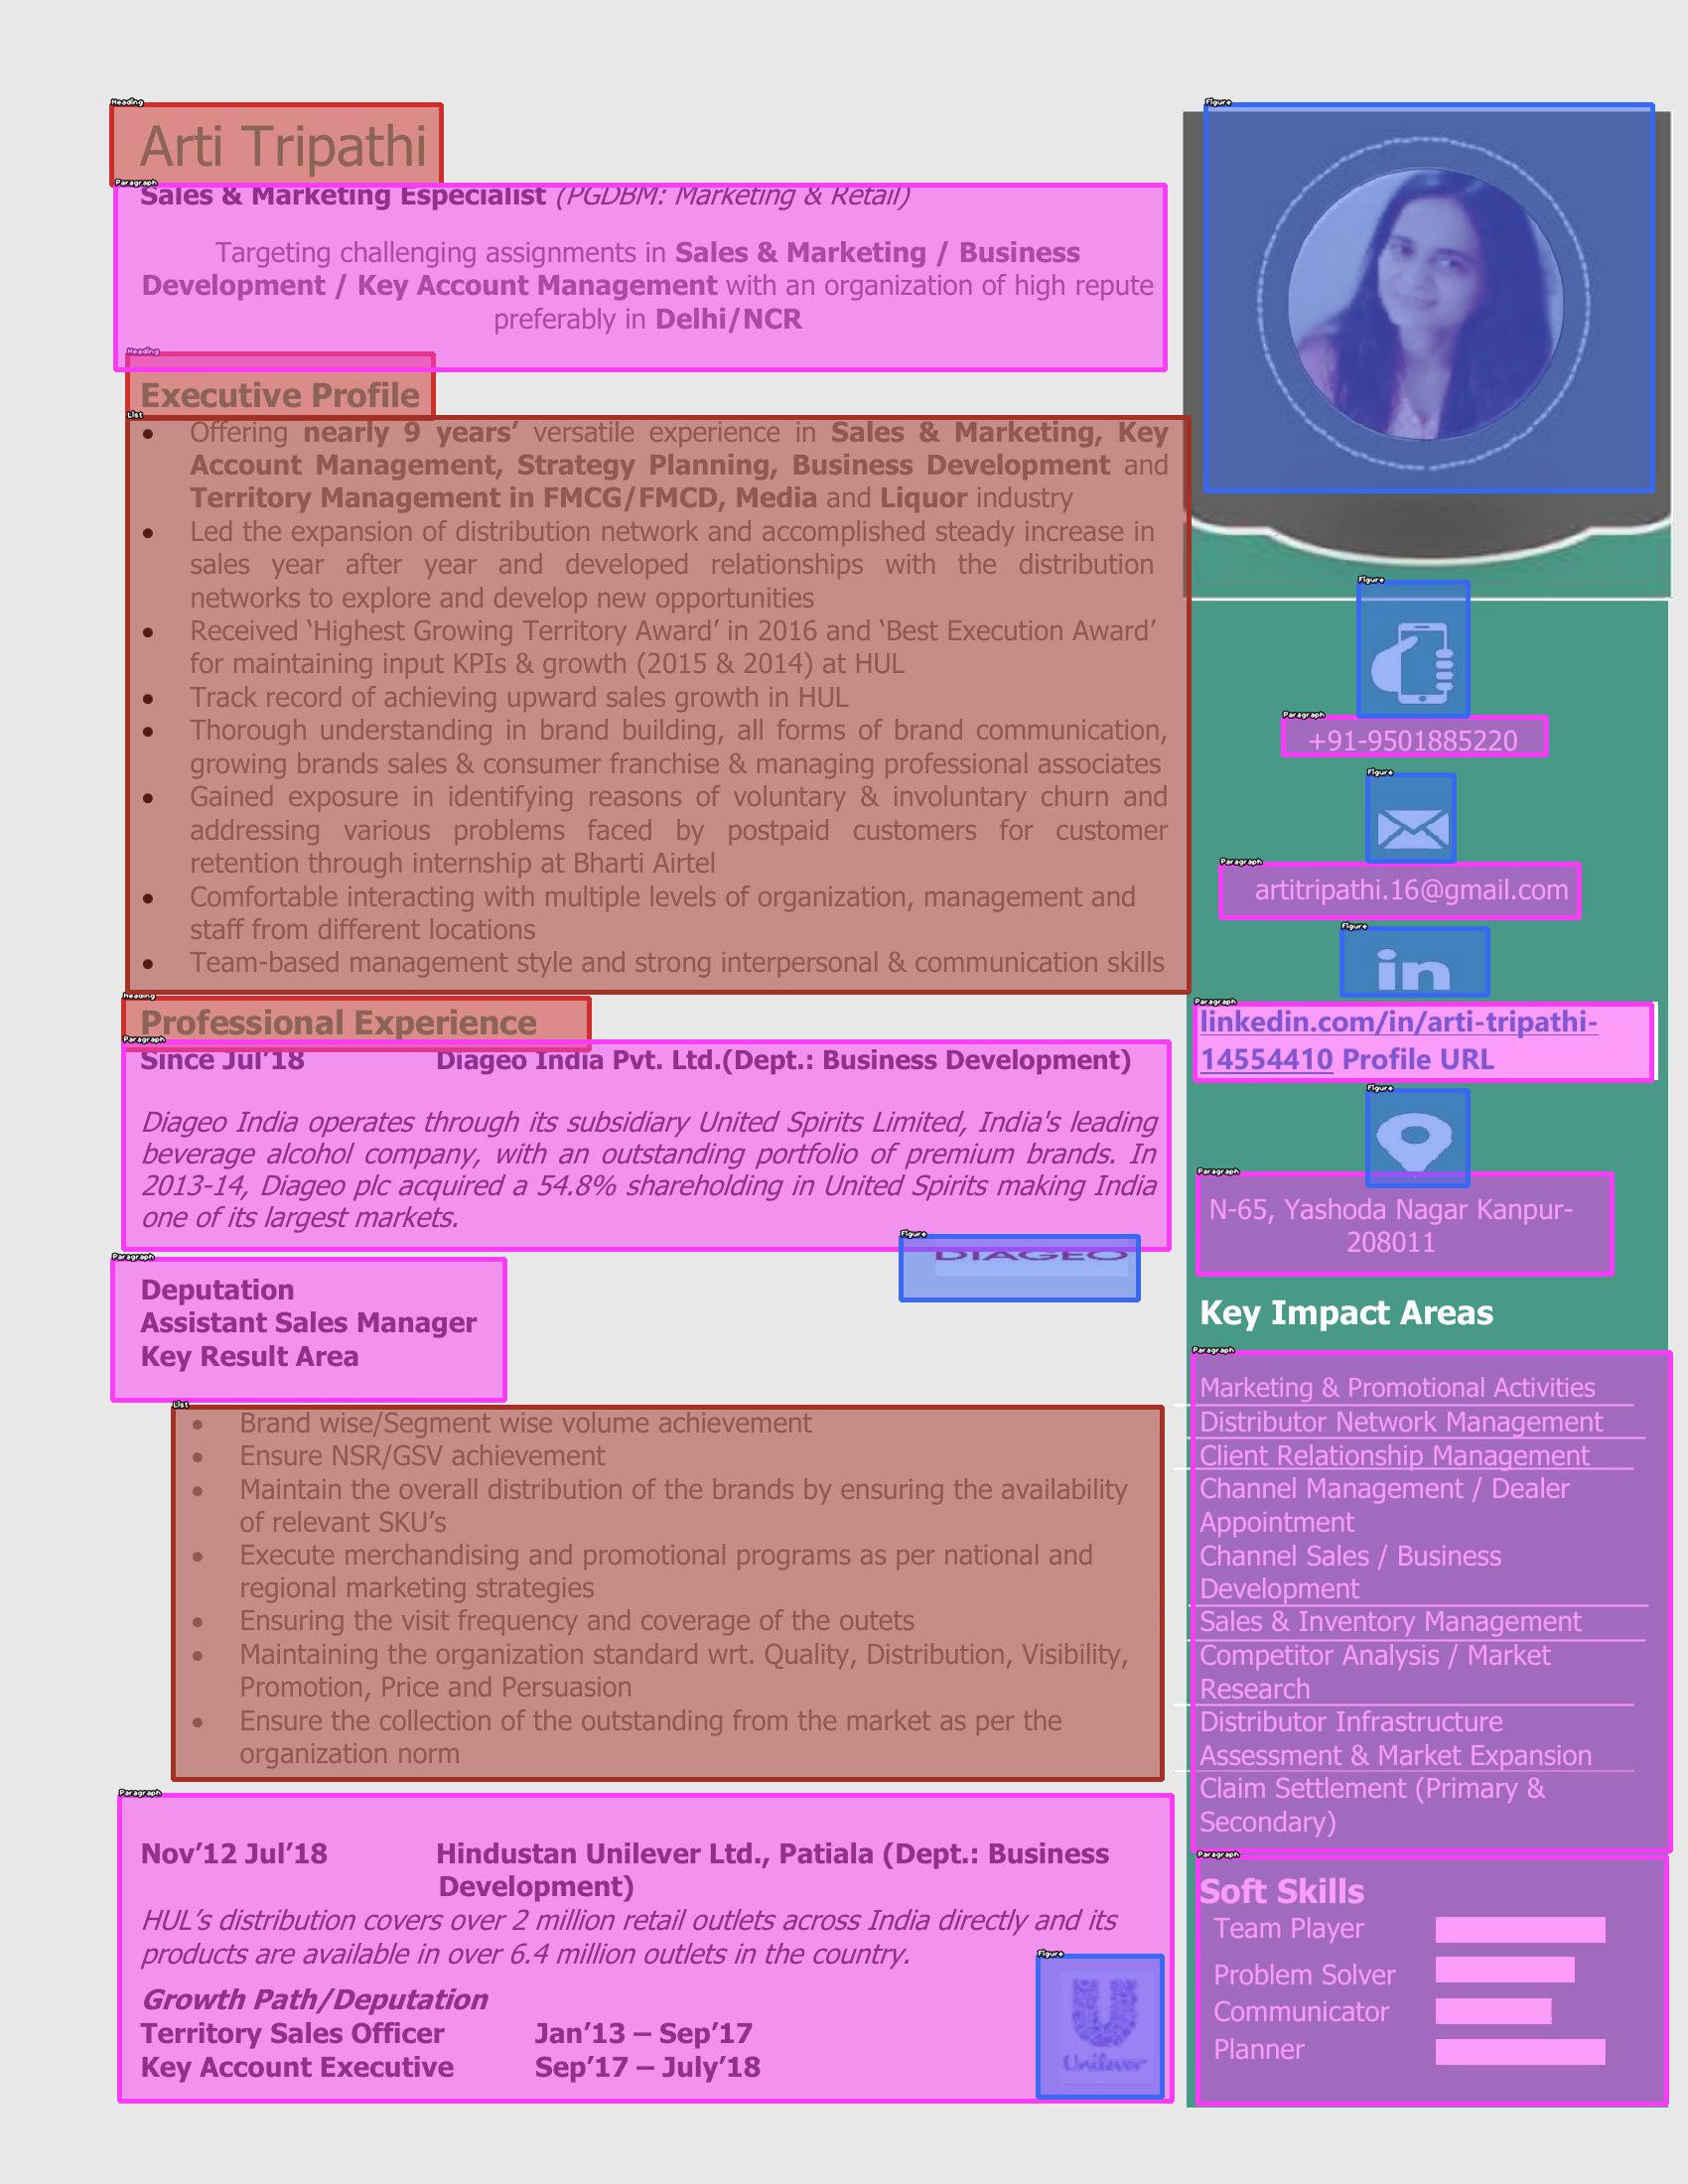 Heading
Arti Tripathi
Paragraph
Sales & Marketing Especialist (PGDBM: Marketing & Retail)
Targeting challenging assignments in Sales & Marketing / Business
Development / Key Account Management with an organization of high repute
preferably in Delhi/NCR
Heading
Executive Profile
List
• Offering nearly 9 years’ versatile experience in Sales & Marketing, Key
Account Management, Strategy Planning, Business Development and
Territory Management in FMCG/FMCD, Media and Liquor industry
• Led the expansion of distribution network and accomplished steady increase in
sales year after year and developed relationships with the distribution
networks to explore and develop new opportunities
• Received ‘Highest Growing Territory Award’ in 2016 and ‘Best Execution Award’
for maintaining input KPIs & growth (2015 & 2014) at HUL
• Track record of achieving upward sales growth in HUL
• Thorough understanding in brand building, all forms of brand communication,
growing brands sales & consumer franchise & managing professional associates
• Gained exposure in identifying reasons of voluntary & involuntary churn and
addressing various problems faced by postpaid customers for customer
retention through internship at Bharti Airtel
• Comfortable interacting with multiple levels of organization, management and
staff from different locations
• Team-based management style and strong interpersonal & communication skills
Heading
Professional Experience
Paragraph
Since Jul’18 Diageo India Pvt. Ltd.(Dept.: Business Development)
Diageo India operates through its subsidiary United Spirits Limited, India's leading
beverage alcohol company, with an outstanding portfolio of premium brands. In
2013-14, Diageo plc acquired a 54.8% shareholding in United Spirits making India
one of its largest markets.
Figure
DIAGEO
Paragraph
Deputation
Assistant Sales Manager
Key Result Area
List
• Brand wise/Segment wise volume achievement
• Ensure NSR/GSV achievement
• Maintain the overall distribution of the brands by ensuring the availability
of relevant SKU’s
• Execute merchandising and promotional programs as per national and
regional marketing strategies
• Ensuring the visit frequency and coverage of the outets
• Maintaining the organization standard wrt. Quality, Distribution, Visibility,
Promotion, Price and Persuasion
• Ensure the collection of the outstanding from the market as per the
organization norm
Paragraph
Nov’12 Jul’18 Hindustan Unilever Ltd., Patiala (Dept.: Business
Development)
HUL’s distribution covers over 2 million retail outlets across India directly and its
products are available in over 6.4 million outlets in the country.
Growth Path/Deputation
Territory Sales Officer Jan’13 – Sep’17
Key Account Executive Sep’17 – July’18
Figure
Unilever
Figure
Figure
Paragraph
+91-9501885220
Figure
Paragraph
artitripathi.16@gmail.com
Figure
in
Paragraph
linkedin.com/in/arti-tripathi-
14554410 Profile URL
Figure
Paragraph
N-65, Yashoda Nagar Kanpur-
208011
Key Impact Areas
Paragraph
Marketing & Promotional Activities
Distributor Network Management
Client Relationship Management
Channel Management / Dealer
Appointment
Channel Sales / Business
Development
Sales & Inventory Management
Competitor Analysis / Market
Research
Distributor Infrastructure
Assessment & Market Expansion
Claim Settlement (Primary &
Secondary)
Paragraph
Soft Skills
Team Player
Problem Solver
Communicator
Planner